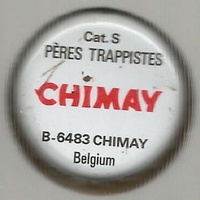 Cat. S
PÈRES TRAPPISTES
CHIMAY
B-6483 CHIMAY
Belgium